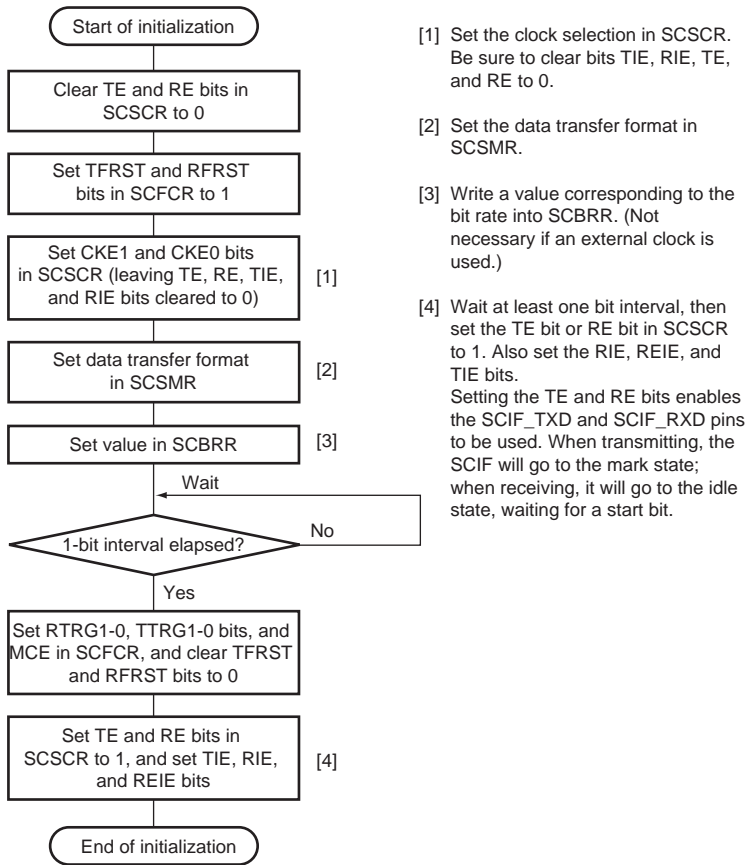 Start of initialization
Clear TE and RE bits in
SCSCR to 0
Set TFRST and RFRST
bits in SCFCR to 1
Set CKE1 and CKE0 bits
in SCSCR (leaving TE, RE, TIE,
and RIE bits cleared to 0)
[1]
Set data transfer format
in SCSMR
[2]
Set value in SCBRR
[3]
Wait
1-bit interval elapsed?
No
Yes
Set RTRG1-0, TTRG1-0 bits, and
MCE in SCFCR, and clear TFRST
and RFRST bits to 0
Set TE and RE bits in
SCSCR to 1, and set TIE, RIE,
and REIE bits
[4]
End of initialization
[1] Set the clock selection in SCSCR.
Be sure to clear bits TIE, RIE, TE,
and RE to 0.
[2] Set the data transfer format in
SCSMR.
[3] Write a value corresponding to the
bit rate into SCBRR. (Not
necessary if an external clock is
used.)
[4] Wait at least one bit interval, then
set the TE bit or RE bit in SCSCR
to 1. Also set the RIE, REIE, and
TIE bits.
Setting the TE and RE bits enables
the SCIF_TXD and SCIF_RXD pins
to be used. When transmitting, the
SCIF will go to the mark state;
when receiving, it will go to the idle
state, waiting for a start bit.